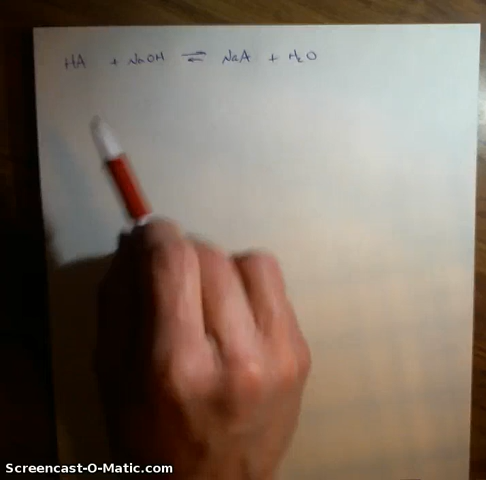 HA + NaOH ⇌ NaA + H₂O
Screencast-O-Matic.com